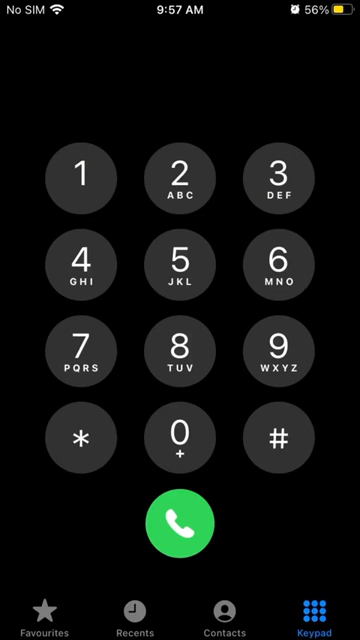 No SIM 9:57 AM 56%
1 2 3
ABC DEF
4 5 6
GHI JKL MNO
7 8 9
PQRS TUV WXYZ
* 0 #
+
Favourites Recents Contacts Keypad